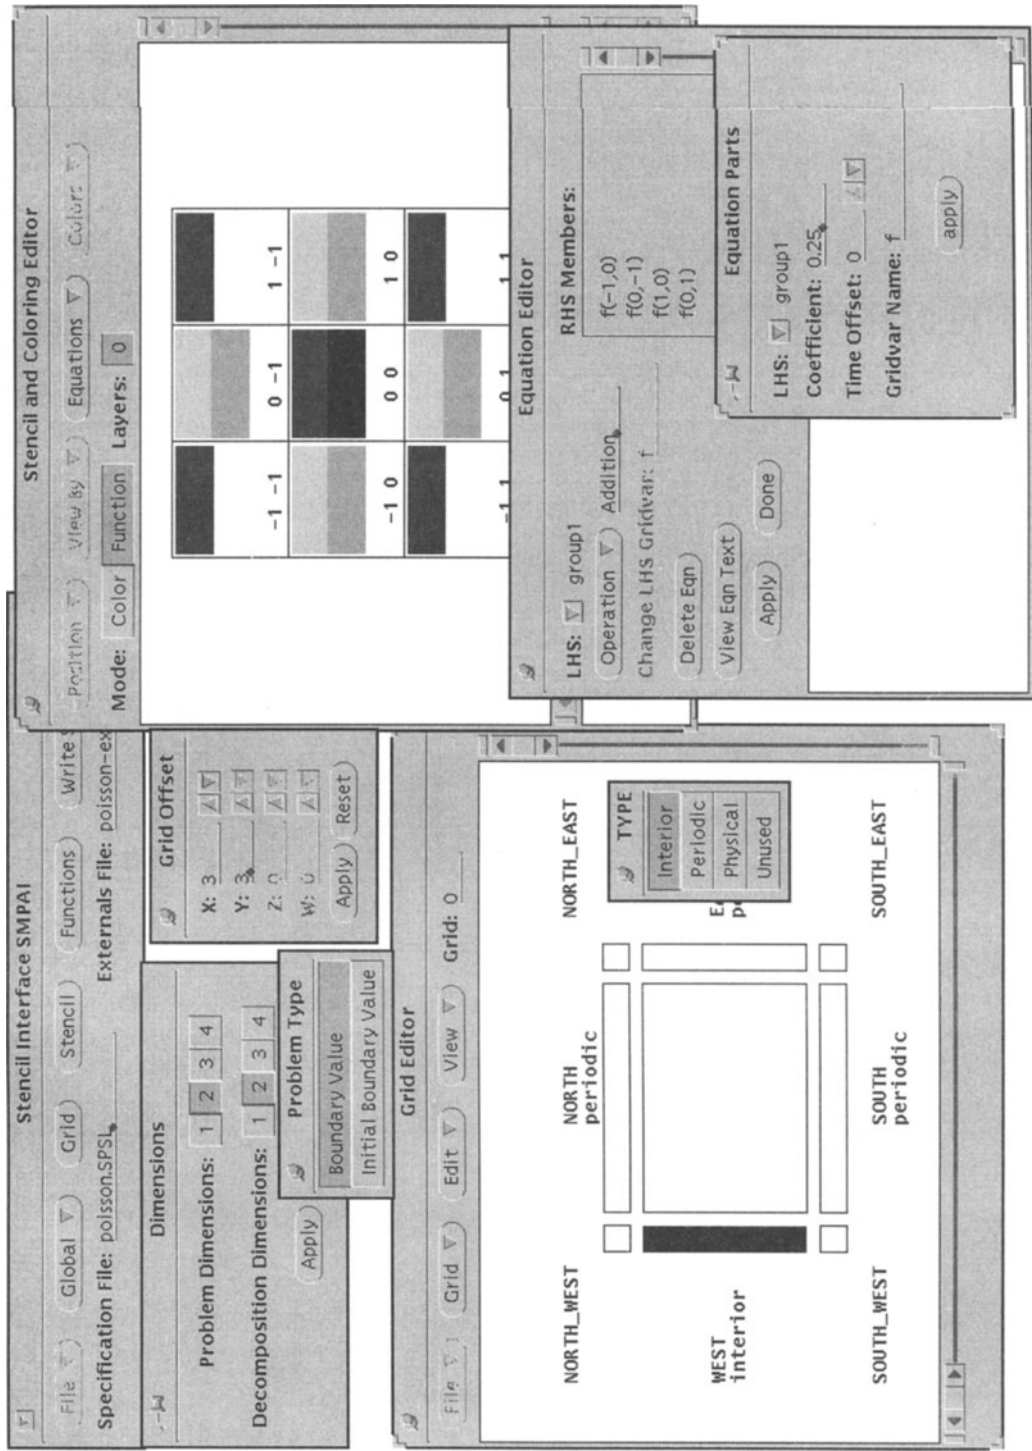 Stencil Interface SMPAI
File Global Grid Stencil Functions Write
Specification File: poisson.SPSL Externals File: poisson-ex
Dimensions
Problem Dimensions: 1 2 3 4
Decomposition Dimensions: 1 2 3 4
Apply
Grid Offset
X: 3
Y: 3
Z: 0
W: 0
Apply Reset
Problem Type
Boundary Value
Initial Boundary Value
Grid Editor
File Grid Edit View Grid: 0
NORTH_WEST NORTH NORTH_EAST
periodic
WEST
interior
SOUTH_WEST SOUTH SOUTH_EAST
periodic
TYPE
Interior
Periodic
Physical
Unused
Stencil and Coloring Editor
Position View By Equations Colors
Mode: Color Function Layers: 0
-1 -1 0 -1 1 -1
-1 0 0 0 1 0
-1 1 0 1 1 1
Equation Editor
LHS: group1 RHS Members:
Operation Addition
Change LHS Gridvar: f
Delete Eqn
View Eqn Text
Apply Done
f(-1,0)
f(0,-1)
f(1,0)
f(0,1)
Equation Parts
LHS: group1
Coefficient: 0.25
Time Offset: 0
Gridvar Name: f
apply